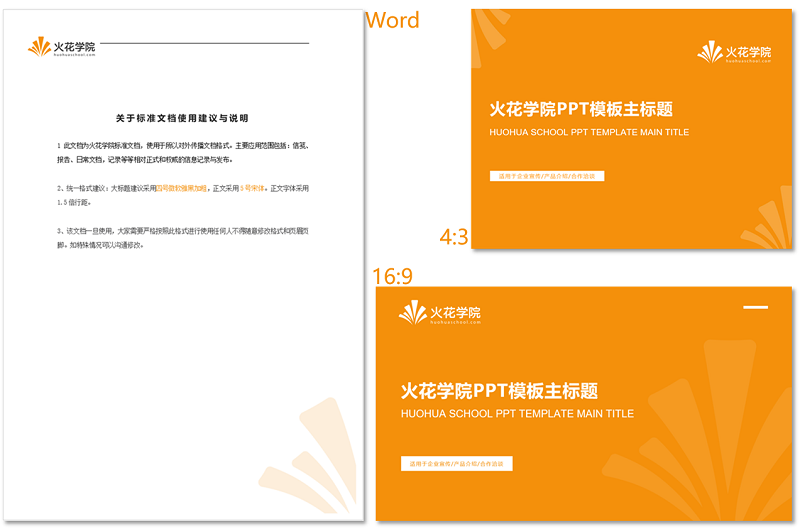 Word
火花学院
huohuaschool.com
关于标准文档使用建议与说明
1 此文档为火花学院标准文档，使用于所以对外传播文档格式。主要应用范围包括：信笺、
报告、日常文档，记录等等相对正式和权威的信息记录与发布。
2、统一格式建议：大标题建议采用四号微软雅黑加粗，正文采用 5 号宋体。正文字体采用
1.5 倍行距。
3、该文档一旦使用，大家需要严格按照此格式进行使用任何人不得随意修改格式和页眉页
脚。如特殊情况可以沟通修改。
火花学院
huohuaschool.com
火花学院PPT模板主标题
HUOHUA SCHOOL PPT TEMPLATE MAIN TITLE
适用于企业宣传/产品介绍/合作洽谈
4:3
16:9
火花学院
huohuaschool.com
火花学院PPT模板主标题
HUOHUA SCHOOL PPT TEMPLATE MAIN TITLE
适用于企业宣传/产品介绍/合作洽谈